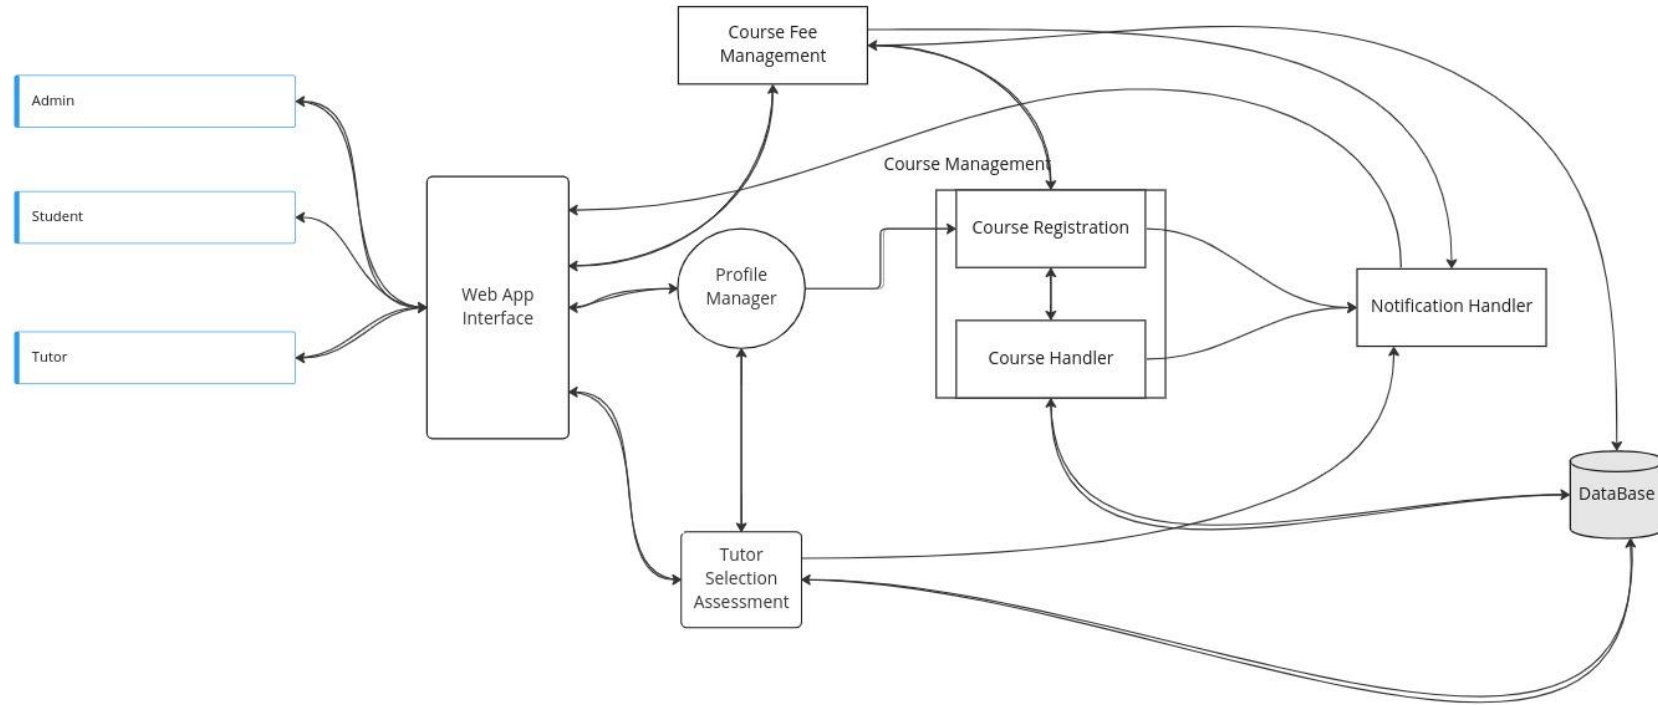 Course Fee
Management
Admin
Student
Tutor
Web App
Interface
Profile
Manager
Course Management
Course Registration
Course Handler
Notification Handler
DataBase
Tutor
Selection
Assessment